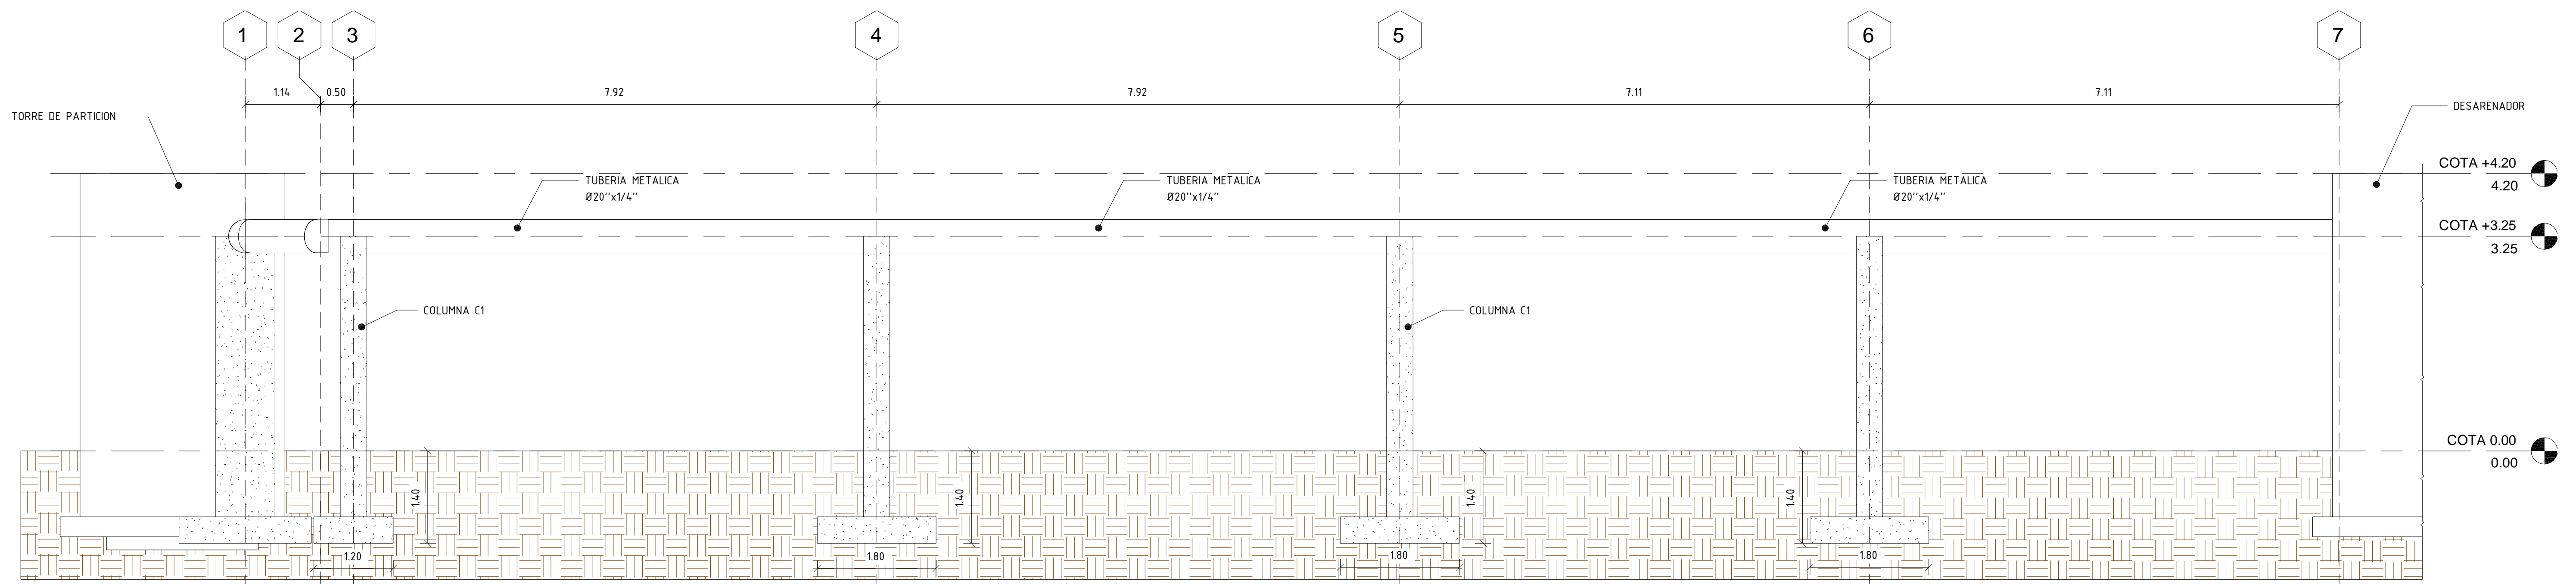 1
2
3
4
5
6
7
1.14
0.50
7.92
7.92
7.11
7.11
TORRE DE PARTICION
DESARENADOR
TUBERIA METALICA
Ø20''x1/4''
TUBERIA METALICA
Ø20''x1/4''
TUBERIA METALICA
Ø20''x1/4''
COTA +4.20
4.20
COTA +3.25
3.25
COLUMNA C1
COLUMNA C1
COTA 0.00
0.00
1.40
1.40
1.40
1.40
1.20
1.80
1.80
1.80